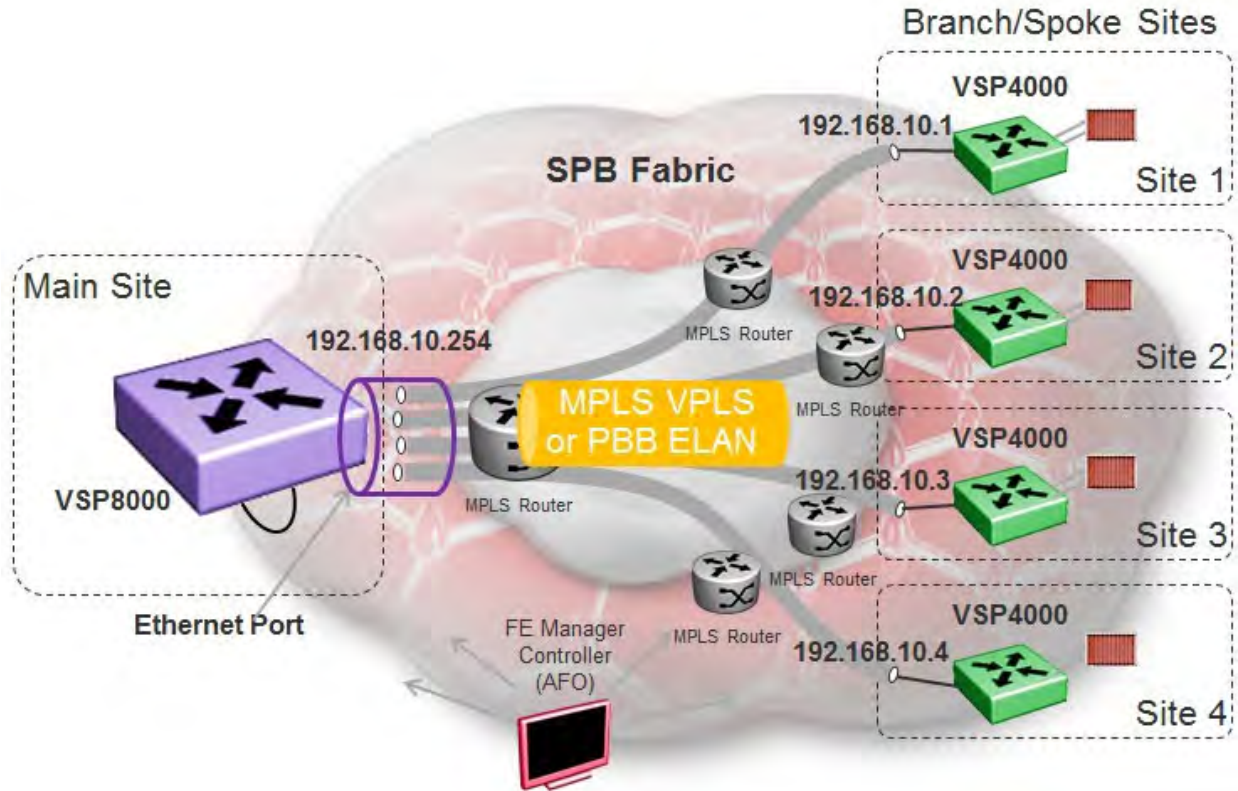 Branch/Spoke Sites
VSP4000
192.168.10.1
SPB Fabric
Site 1
Main Site
VSP4000
192.168.10.2
MPLS Router
Site 2
192.168.10.254
MPLS Router
MPLS VPLS
or PBB ELAN
VSP4000
192.168.10.3
VSP8000
MPLS Router
Site 3
MPLS Router
Ethernet Port
FE Manager
Controller
(AFO)
MPLS Router
VSP4000
192.168.10.4
Site 4